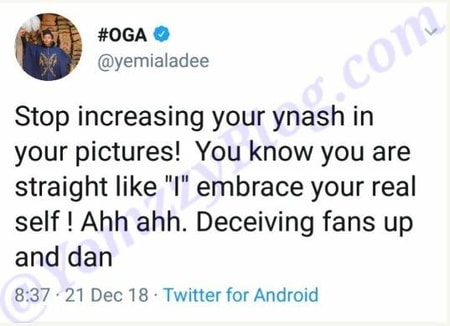 #OGA
@yemialadee
Stop increasing your ynash in
your pictures! You know you are
straight like "I" embrace your real
self ! Ahh ahh. Deceiving fans up
and dan
8:37 · 21 Dec 18 · Twitter for Android
@YomzzyBlog.com